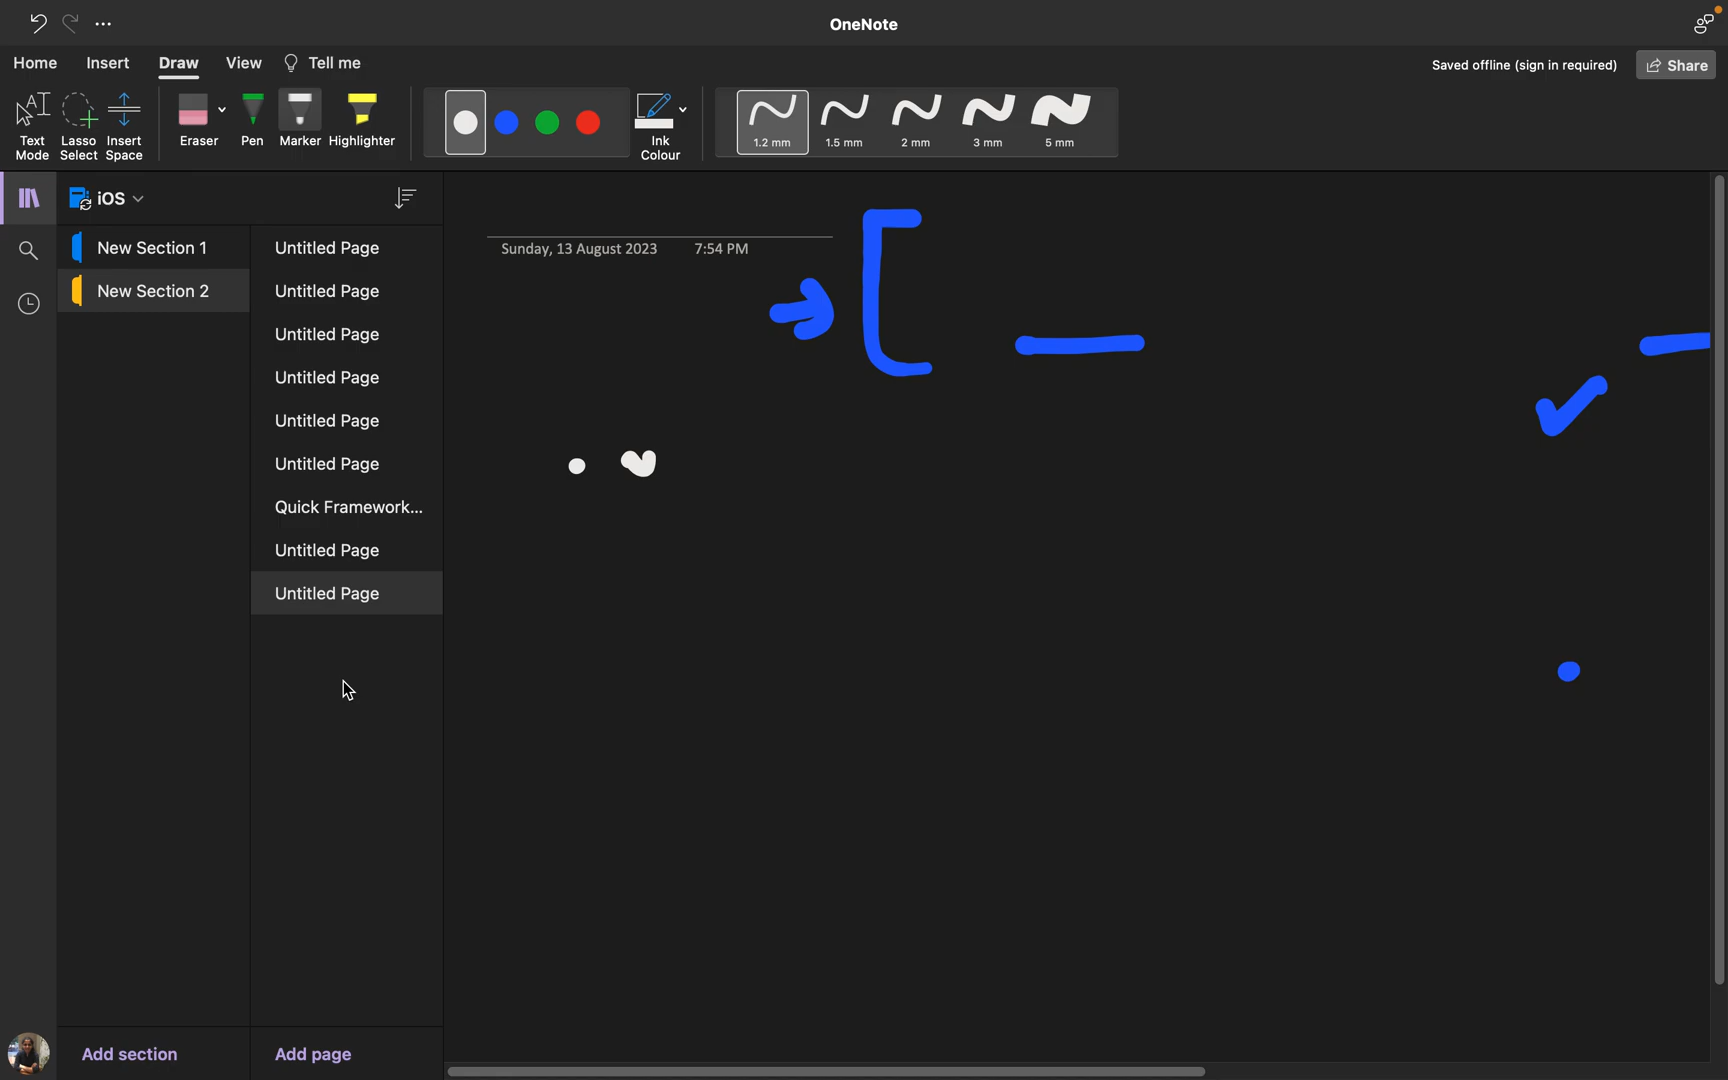 OneNote
Home Insert Draw View Tell me
Saved offline (sign in required) Share
Text Mode
Lasso Select
Insert Space
Eraser
Pen
Marker
Highlighter
Ink Colour
1.2 mm
1.5 mm
2 mm
3 mm
5 mm
iOS
New Section 1
New Section 2
Untitled Page
Untitled Page
Untitled Page
Untitled Page
Untitled Page
Untitled Page
Quick Framework...
Untitled Page
Untitled Page
Sunday, 13 August 2023 7:54 PM
Add section
Add page